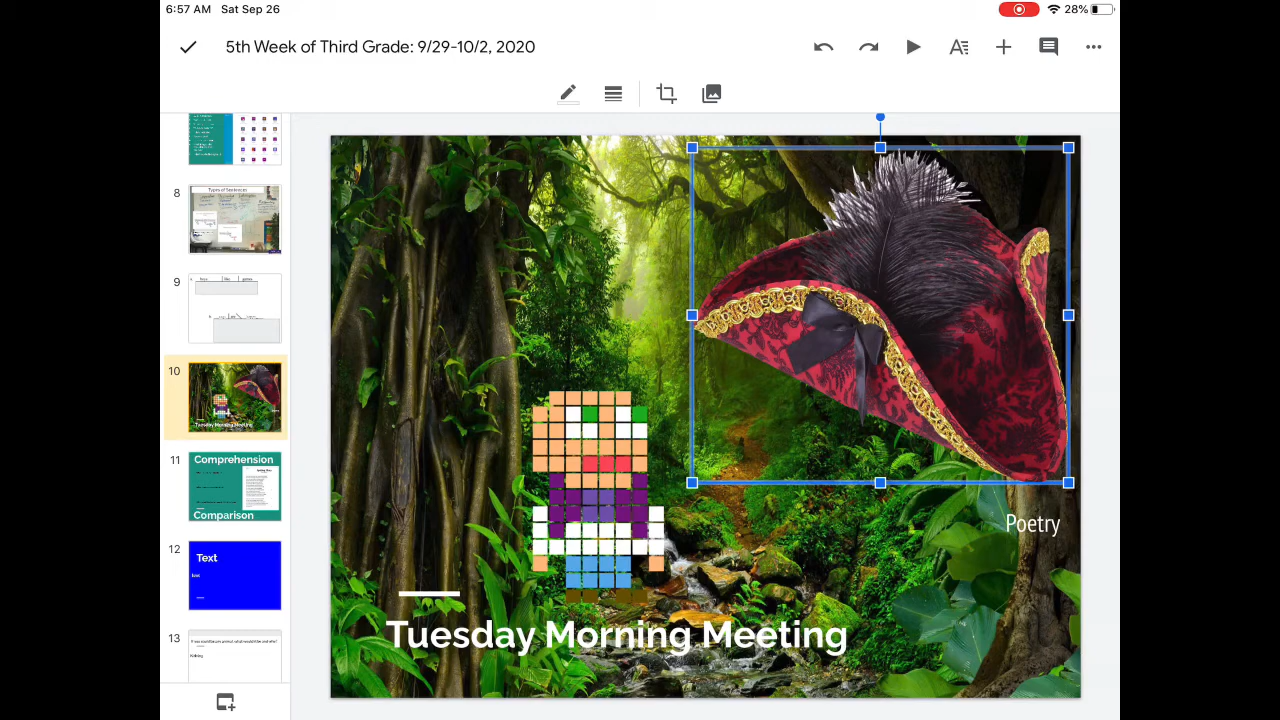 6:57 AM Sat Sep 26
28%
5th Week of Third Grade: 9/29-10/2, 2020
8
Types of Sentences
9
10
Tuesday Morning Meeting
11
Comprehension
Comparison
12
Text
13
Poetry
Tuesday Morning Meeting